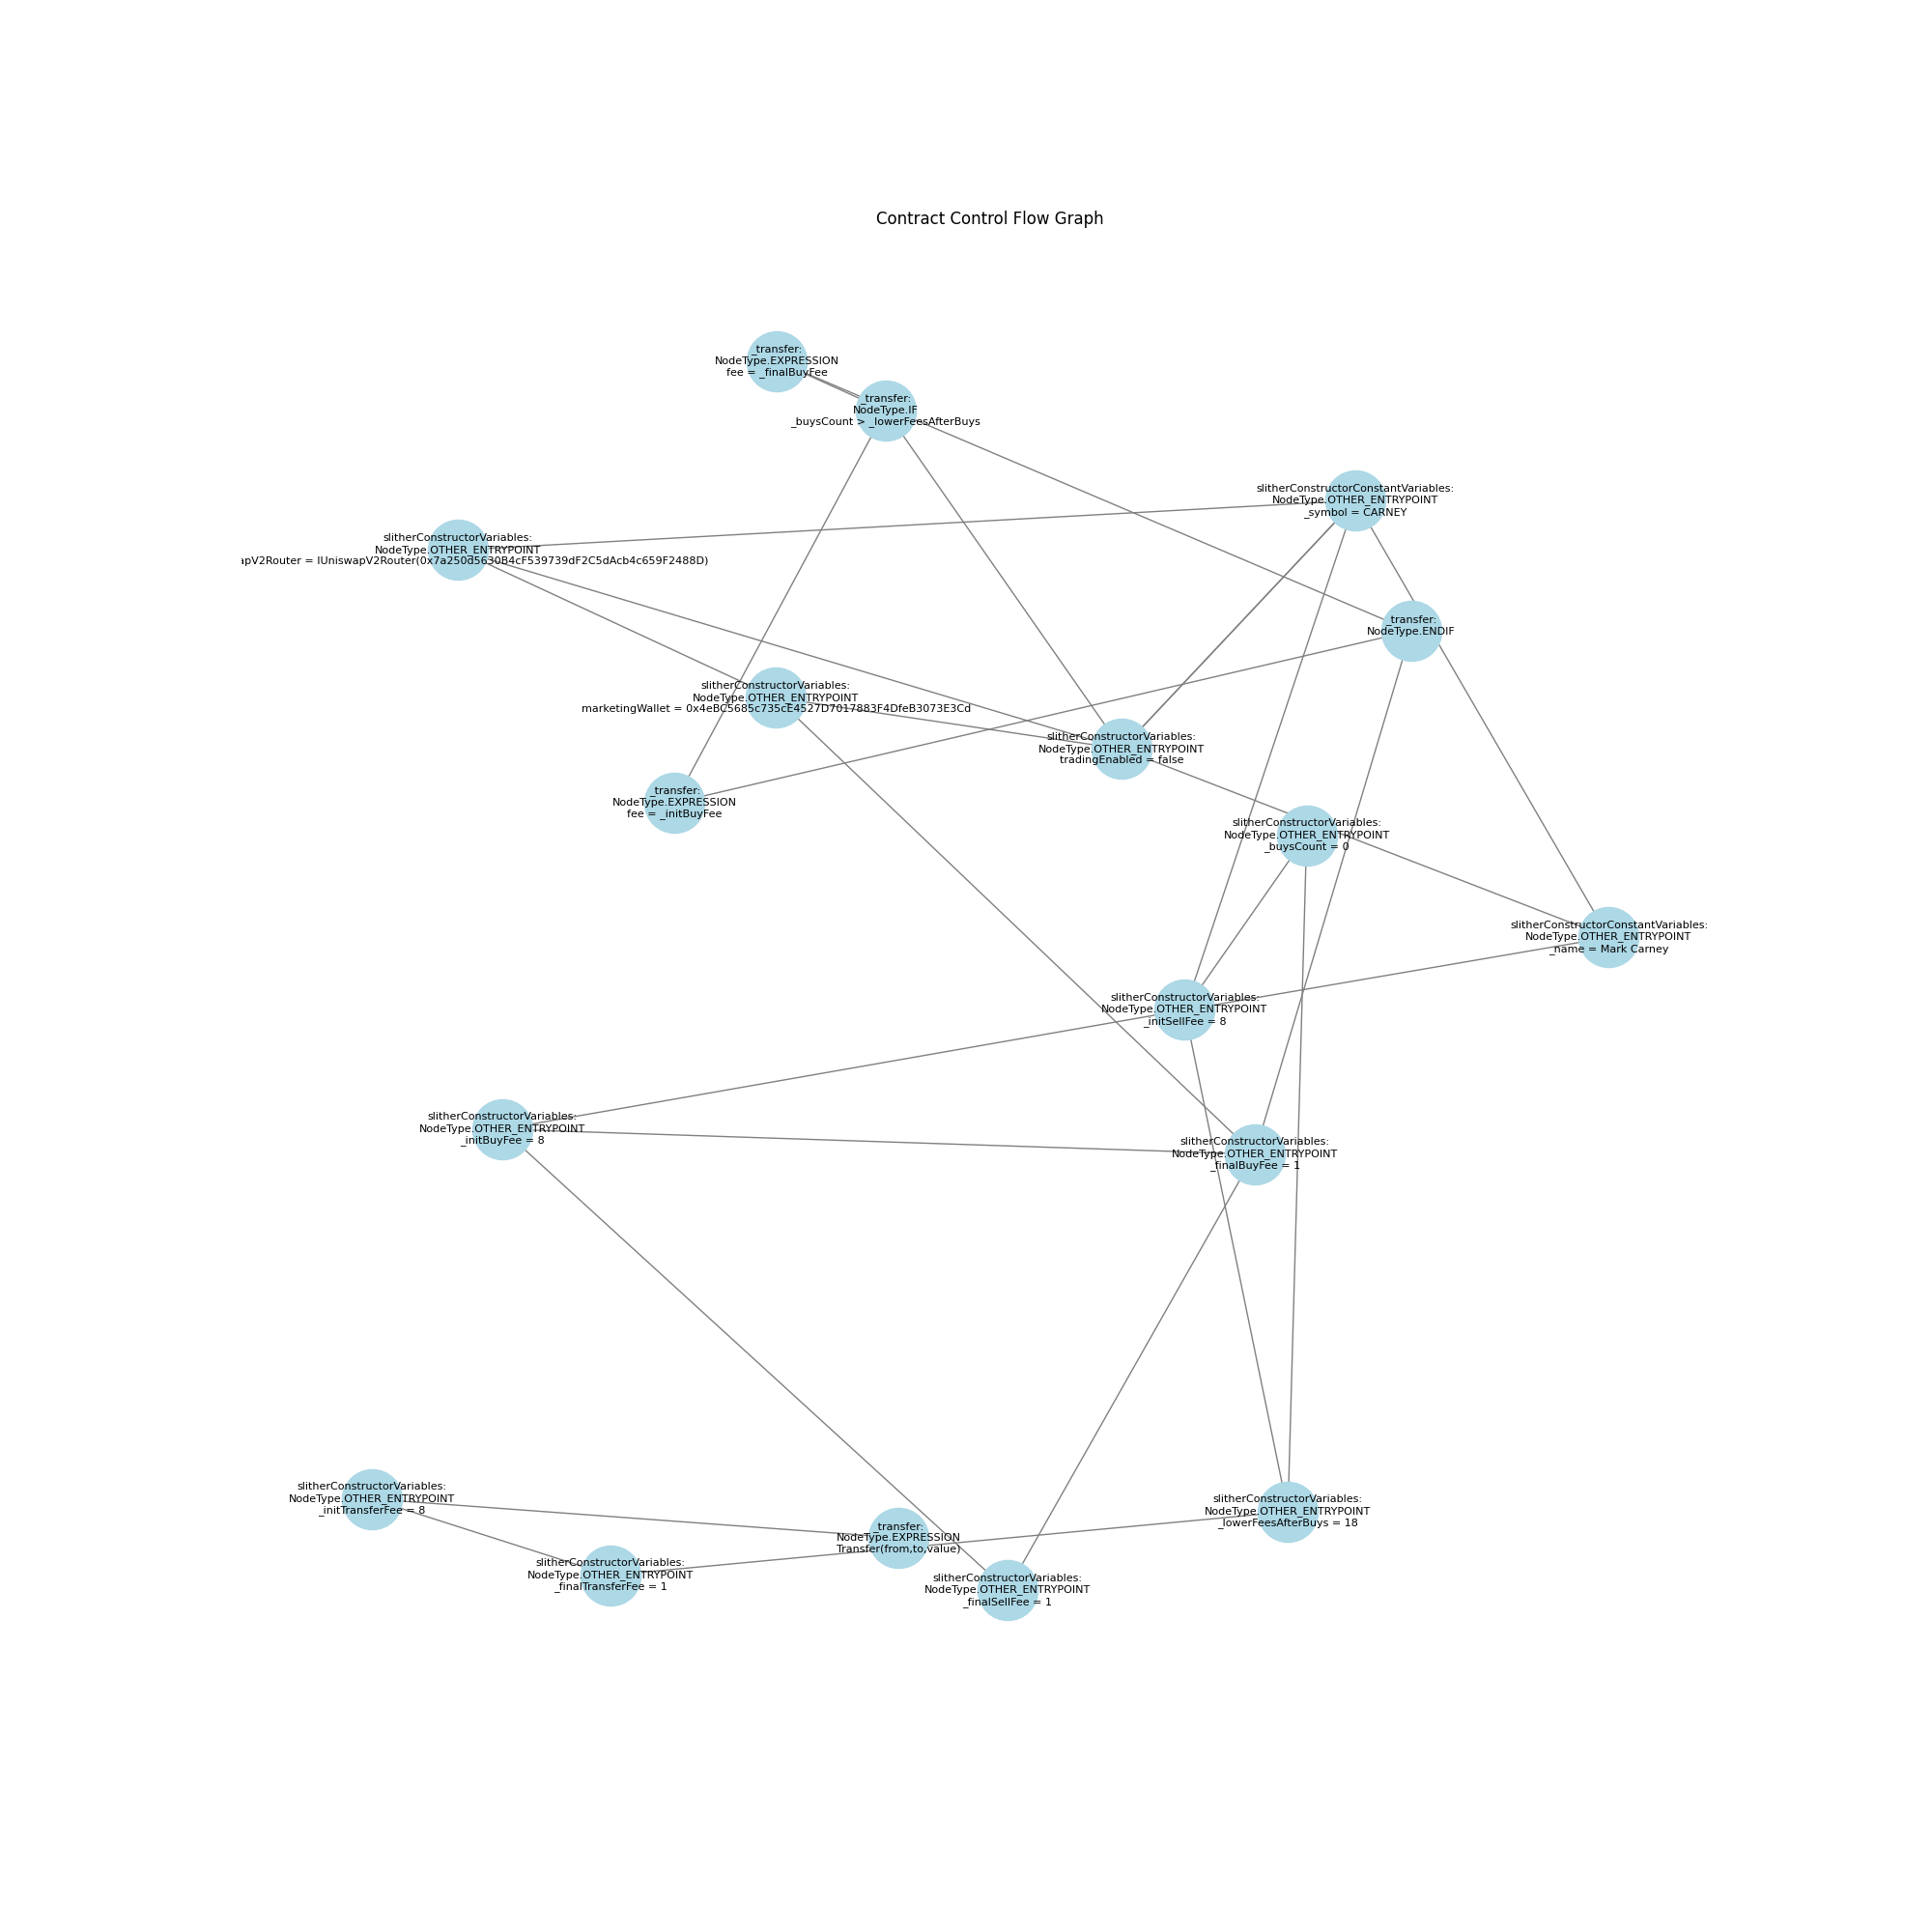 Contract Control Flow Graph
_transfer:
NodeType.EXPRESSION
fee = _finalBuyFee
_transfer:
NodeType.IF
_buysCount > _lowerFeesAfterBuys
slitherConstructorConstantVariables:
NodeType.OTHER_ENTRYPOINT
_symbol = CARNEY
slitherConstructorVariables:
NodeType.OTHER_ENTRYPOINT
apV2Router = IUniswapV2Router(0x7a250d5630B4cF539739dF2C5dAcb4c659F2488D)
_transfer:
NodeType.ENDIF
slitherConstructorVariables:
NodeType.OTHER_ENTRYPOINT
marketingWallet = 0x4eBC5685c735cE4527D7017883F4DfeB3073E3Cd
slitherConstructorVariables:
NodeType.OTHER_ENTRYPOINT
tradingEnabled = false
_transfer:
NodeType.EXPRESSION
fee = _initBuyFee
slitherConstructorVariables:
NodeType.OTHER_ENTRYPOINT
_buysCount = 0
slitherConstructorConstantVariables:
NodeType.OTHER_ENTRYPOINT
_name = Mark Carney
slitherConstructorVariables:
NodeType.OTHER_ENTRYPOINT
_initSellFee = 8
slitherConstructorVariables:
NodeType.OTHER_ENTRYPOINT
_initBuyFee = 8
slitherConstructorVariables:
NodeType.OTHER_ENTRYPOINT
_finalBuyFee = 1
slitherConstructorVariables:
NodeType.OTHER_ENTRYPOINT
_initTransferFee = 8
slitherConstructorVariables:
NodeType.OTHER_ENTRYPOINT
_lowerFeesAfterBuys = 18
_transfer:
NodeType.EXPRESSION
Transfer(from,to,value)
slitherConstructorVariables:
NodeType.OTHER_ENTRYPOINT
_finalTransferFee = 1
slitherConstructorVariables:
NodeType.OTHER_ENTRYPOINT
_finalSellFee = 1